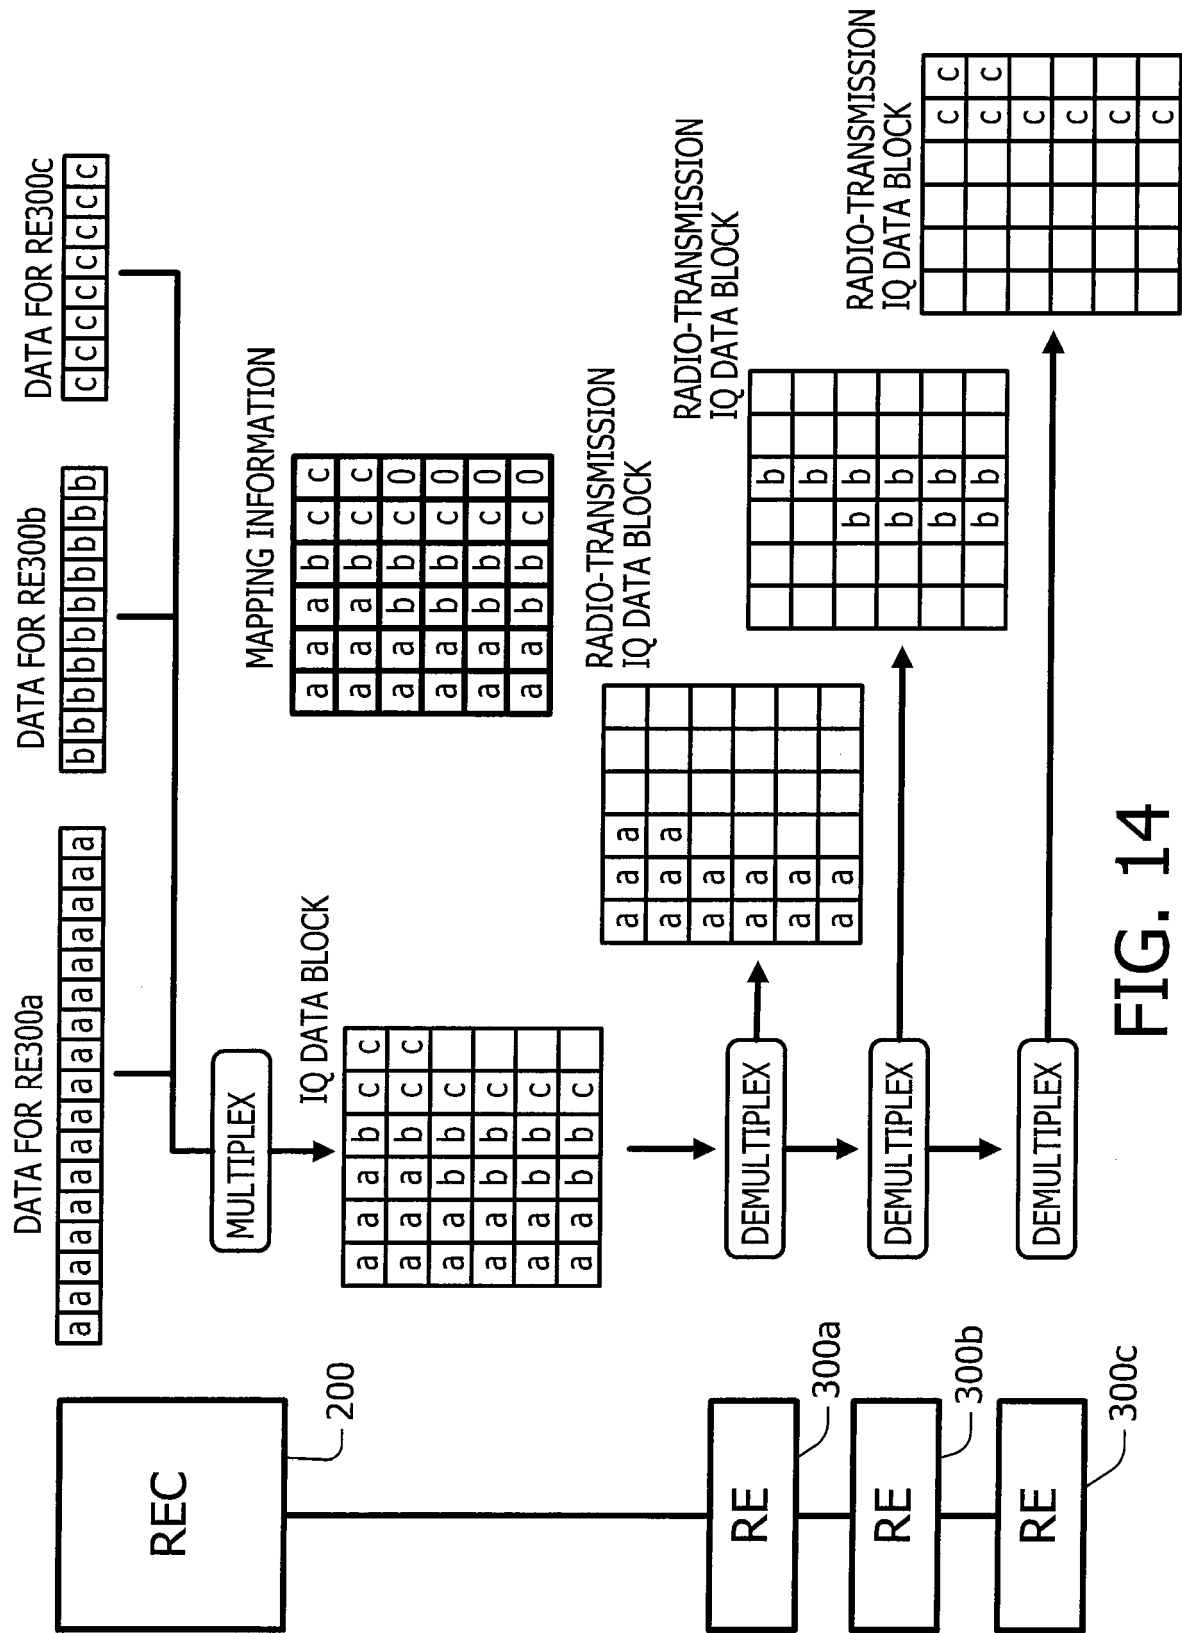 DATA FOR RE300a
a a a a a a a a a a a a a a a a a
DATA FOR RE300b
b b b b b b b b b b
DATA FOR RE300c
c c c c c c c c
REC
200
MULTIPLEX
IQ DATA BLOCK
a a a b c c
a a a b c c
a a b b c
a a b b c
a a b b c
a a b b c
MAPPING INFORMATION
a a a b c c
a a a b c c
a a b b c 0
a a b b c 0
a a b b c 0
a a b b c 0
RE
300a
DEMULTIPLEX
RADIO-TRANSMISSION
IQ DATA BLOCK
a a a
a a a
a a
a a
a a
a a
RE
300b
DEMULTIPLEX
RADIO-TRANSMISSION
IQ DATA BLOCK
b
b
b b
b b
b b
b b
RE
300c
DEMULTIPLEX
RADIO-TRANSMISSION
IQ DATA BLOCK
c c
c c
c
c
c
c
FIG. 14